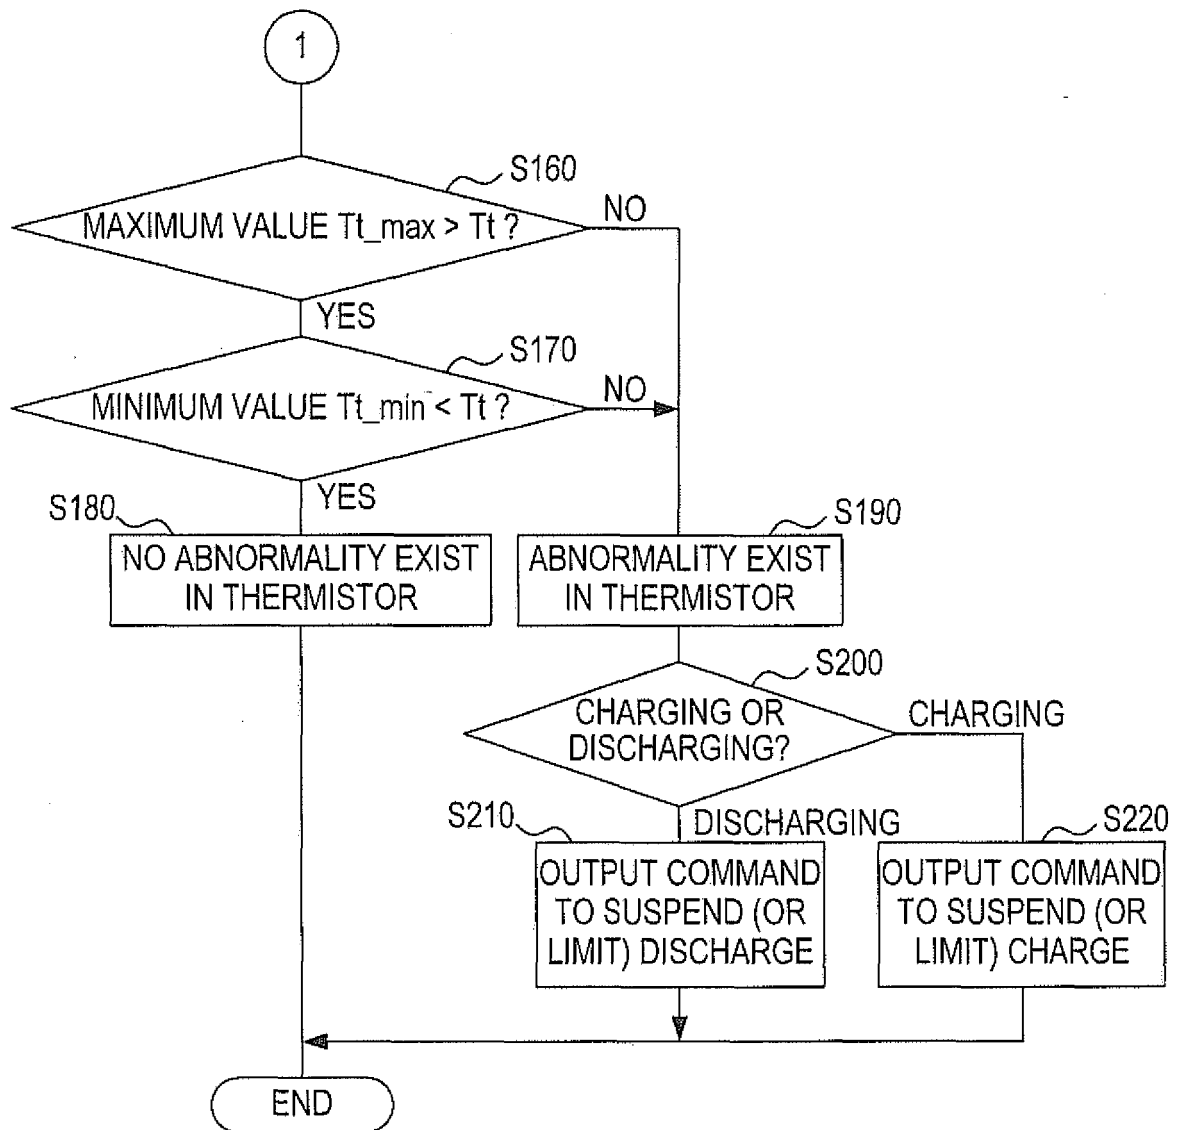 1
S160
MAXIMUM VALUE Tt_max > Tt ?
NO
YES
S170
MINIMUM VALUE Tt_min < Tt ?
NO
YES
S180
NO ABNORMALITY EXIST
IN THERMISTOR
S190
ABNORMALITY EXIST
IN THERMISTOR
S200
CHARGING OR
DISCHARGING?
CHARGING
DISCHARGING
S210
OUTPUT COMMAND
TO SUSPEND (OR
LIMIT) DISCHARGE
S220
OUTPUT COMMAND
TO SUSPEND (OR
LIMIT) CHARGE
END